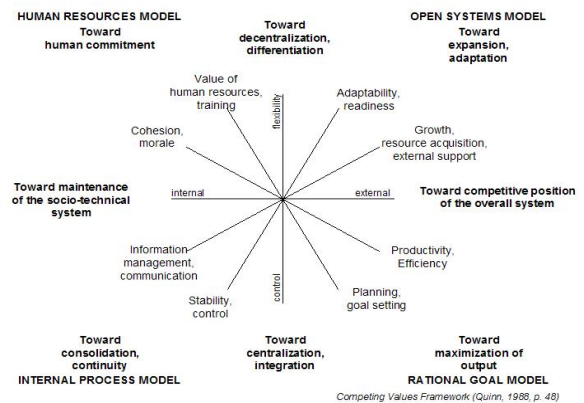 HUMAN RESOURCES MODEL
Toward
human commitment
Toward
decentralization,
differentiation
OPEN SYSTEMS MODEL
Toward
expansion,
adaptation
Value of
human resources,
training
flexibility
Adaptability,
readiness
Cohesion,
morale
Growth,
resource acquisition,
external support
Toward maintenance
of the socio-technical
system
internal
external
Toward competitive position
of the overall system
Information
management,
communication
Productivity,
Efficiency
Stability,
control
control
Planning,
goal setting
Toward
consolidation,
continuity
INTERNAL PROCESS MODEL
Toward
centralization,
integration
Toward
maximization of
output
RATIONAL GOAL MODEL
Competing Values Framework (Quinn, 1988, p. 48)